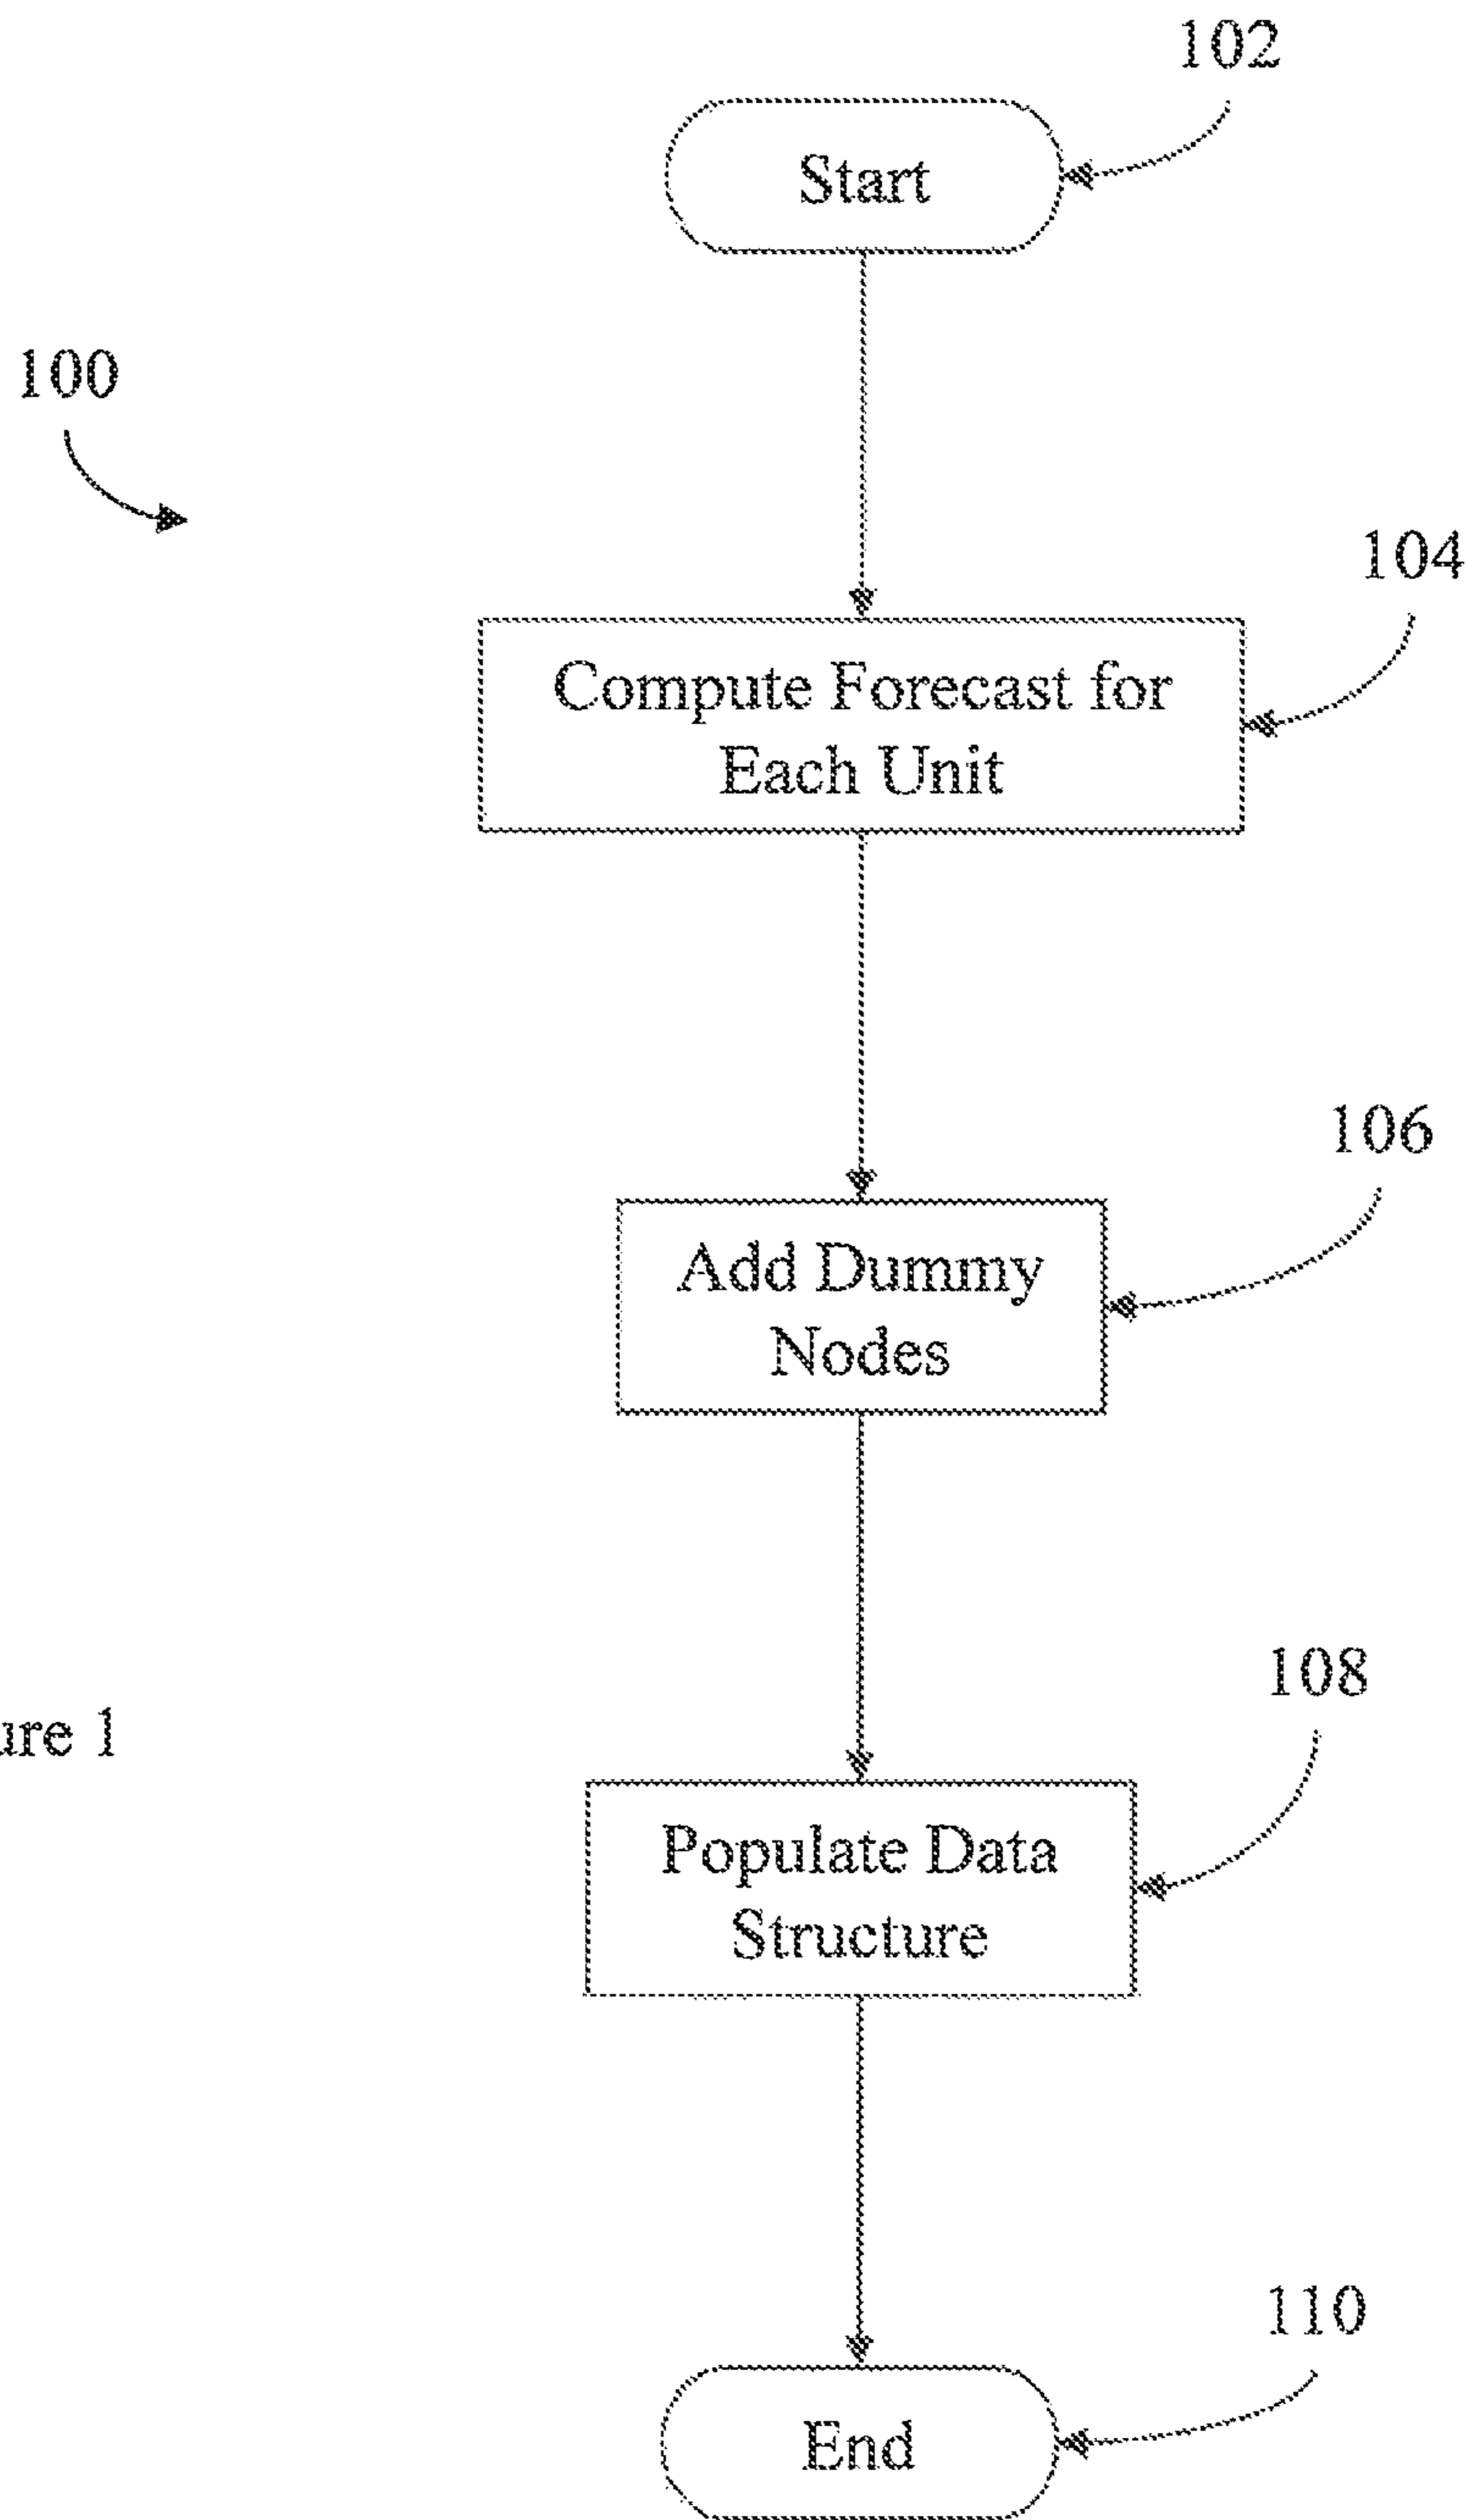 102
Start
100
104
Compute Forecast for
Each Unit
106
Add Dummy
Nodes
108
ure 1
Populate Data
Structure
110
End